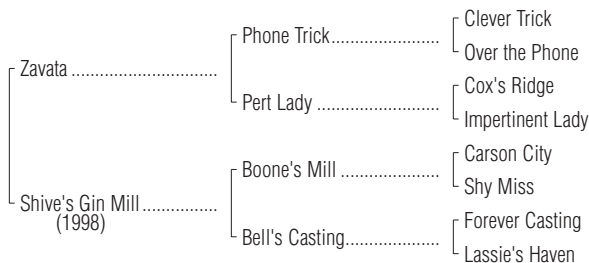 Clever Trick
Phone Trick
Over the Phone
Zavata
Cox's Ridge
Pert Lady
Impertinent Lady
Carson City
Boone's Mill
Shy Miss
Shive's Gin Mill
(1998)
Forever Casting
Bell's Casting
Lassie's Haven